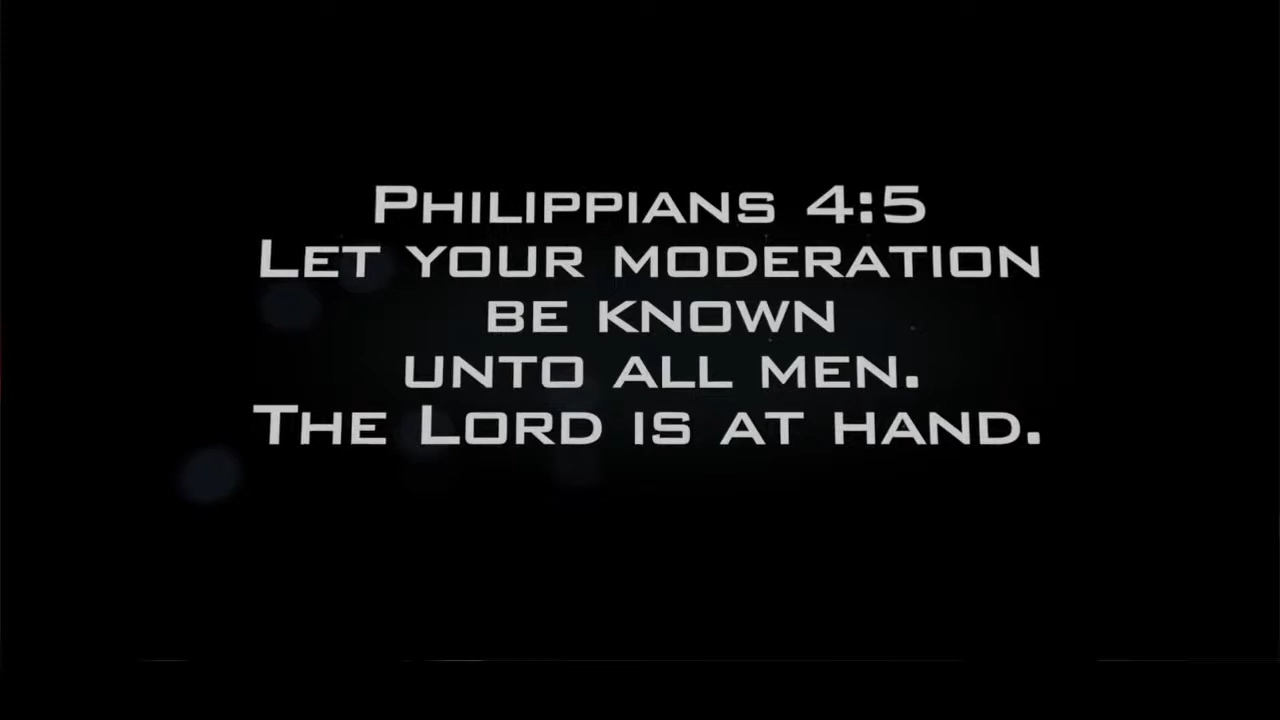 Philippians 4:5
Let your moderation
be known
unto all men.
The Lord is at hand.